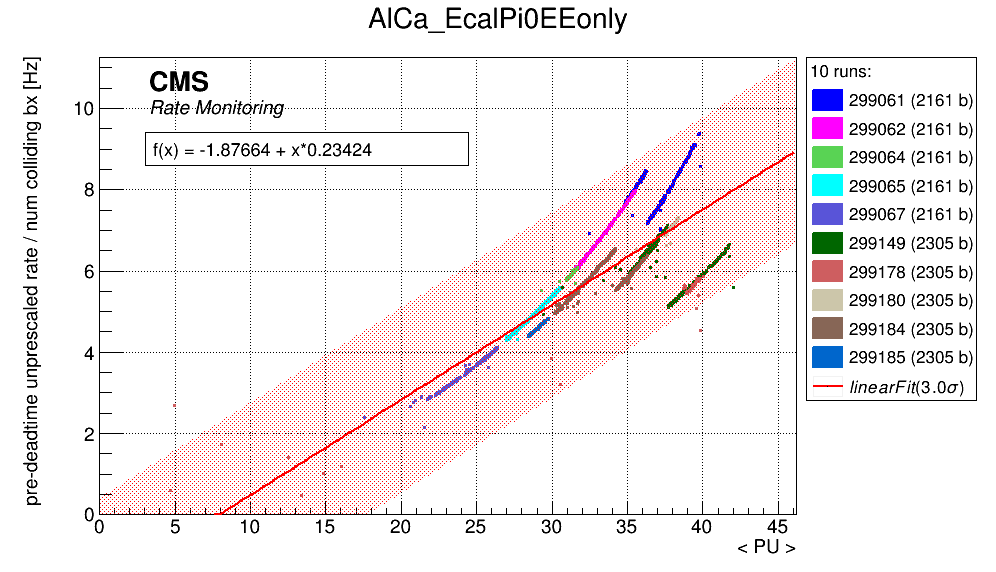 AlCa_EcalPi0EEonly
pre-deadtime unprescaled rate / num colliding bx [Hz]
CMS
Rate Monitoring
f(x) = -1.87664 + x*0.23424
10
8
6
4
2
0
0 5 10 15 20 25 30 35 40 45
< PU >
10 runs:
299061 (2161 b)
299062 (2161 b)
299064 (2161 b)
299065 (2161 b)
299067 (2161 b)
299149 (2305 b)
299178 (2305 b)
299180 (2305 b)
299184 (2305 b)
299185 (2305 b)
linearFit(3.0σ)